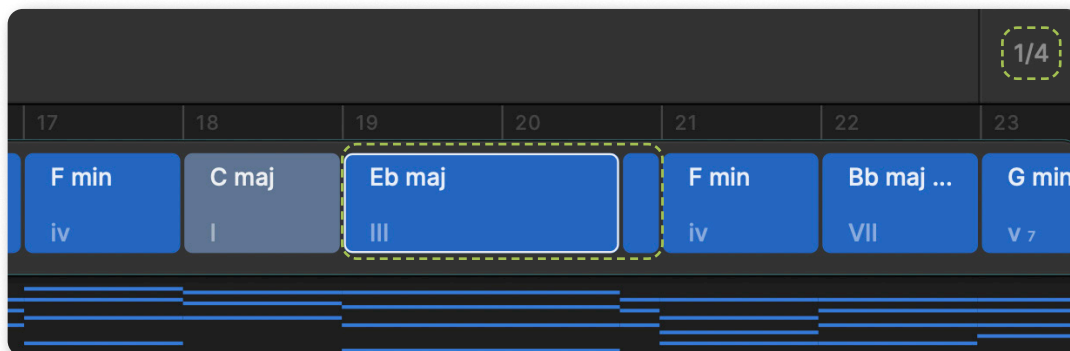 1/4
17 18 19 20 21 22 23
F min C maj Eb maj F min Bb maj ... G min
iv I III iv VII v 7